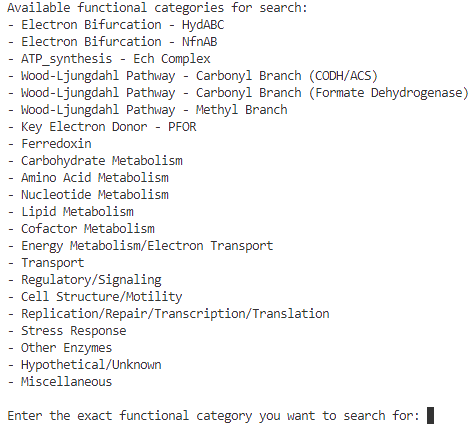 Available functional categories for search:
- Electron Bifurcation - HydABC
- Electron Bifurcation - NfnAB
- ATP_synthesis - Ech Complex
- Wood-Ljungdahl Pathway - Carbonyl Branch (CODH/ACS)
- Wood-Ljungdahl Pathway - Carbonyl Branch (Formate Dehydrogenase)
- Wood-Ljungdahl Pathway - Methyl Branch
- Key Electron Donor - PFOR
- Ferredoxin
- Carbohydrate Metabolism
- Amino Acid Metabolism
- Nucleotide Metabolism
- Lipid Metabolism
- Cofactor Metabolism
- Energy Metabolism/Electron Transport
- Transport
- Regulatory/Signaling
- Cell Structure/Motility
- Replication/Repair/Transcription/Translation
- Stress Response
- Other Enzymes
- Hypothetical/Unknown
- Miscellaneous
Enter the exact functional category you want to search for: